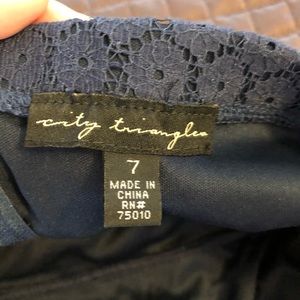 city triangles
7
MADE IN
CHINA
RN#
75010